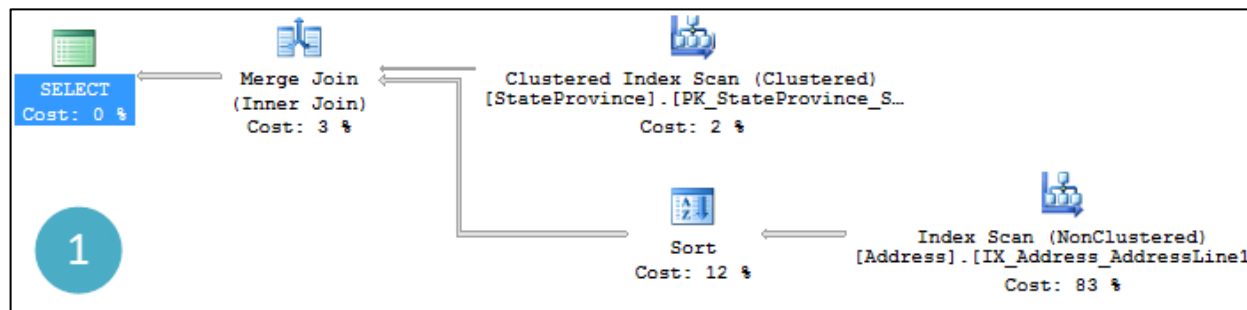 SELECT
Cost: 0 %
Merge Join
(Inner Join)
Cost: 3 %
Clustered Index Scan (Clustered)
[StateProvince].[PK_StateProvince_S…
Cost: 2 %
Sort
Cost: 12 %
Index Scan (NonClustered)
[Address].[IX_Address_AddressLine1
Cost: 83 %
1